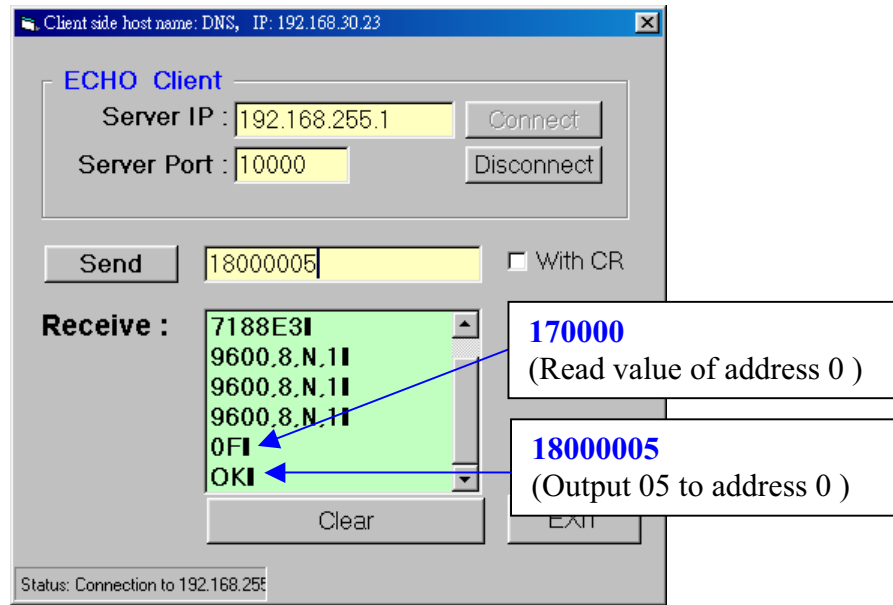 Client side host name: DNS, IP: 192.168.30.23
ECHO Client
Server IP : 192.168.255.1 Connect
Server Port : 10000 Disconnect
Send 18000005 With CR
Receive :
7188E3
9600,8,N,1
9600,8,N,1
9600,8,N,1
0F
OK
170000
(Read value of address 0 )
18000005
(Output 05 to address 0 )
Clear
Status: Connection to 192.168.255